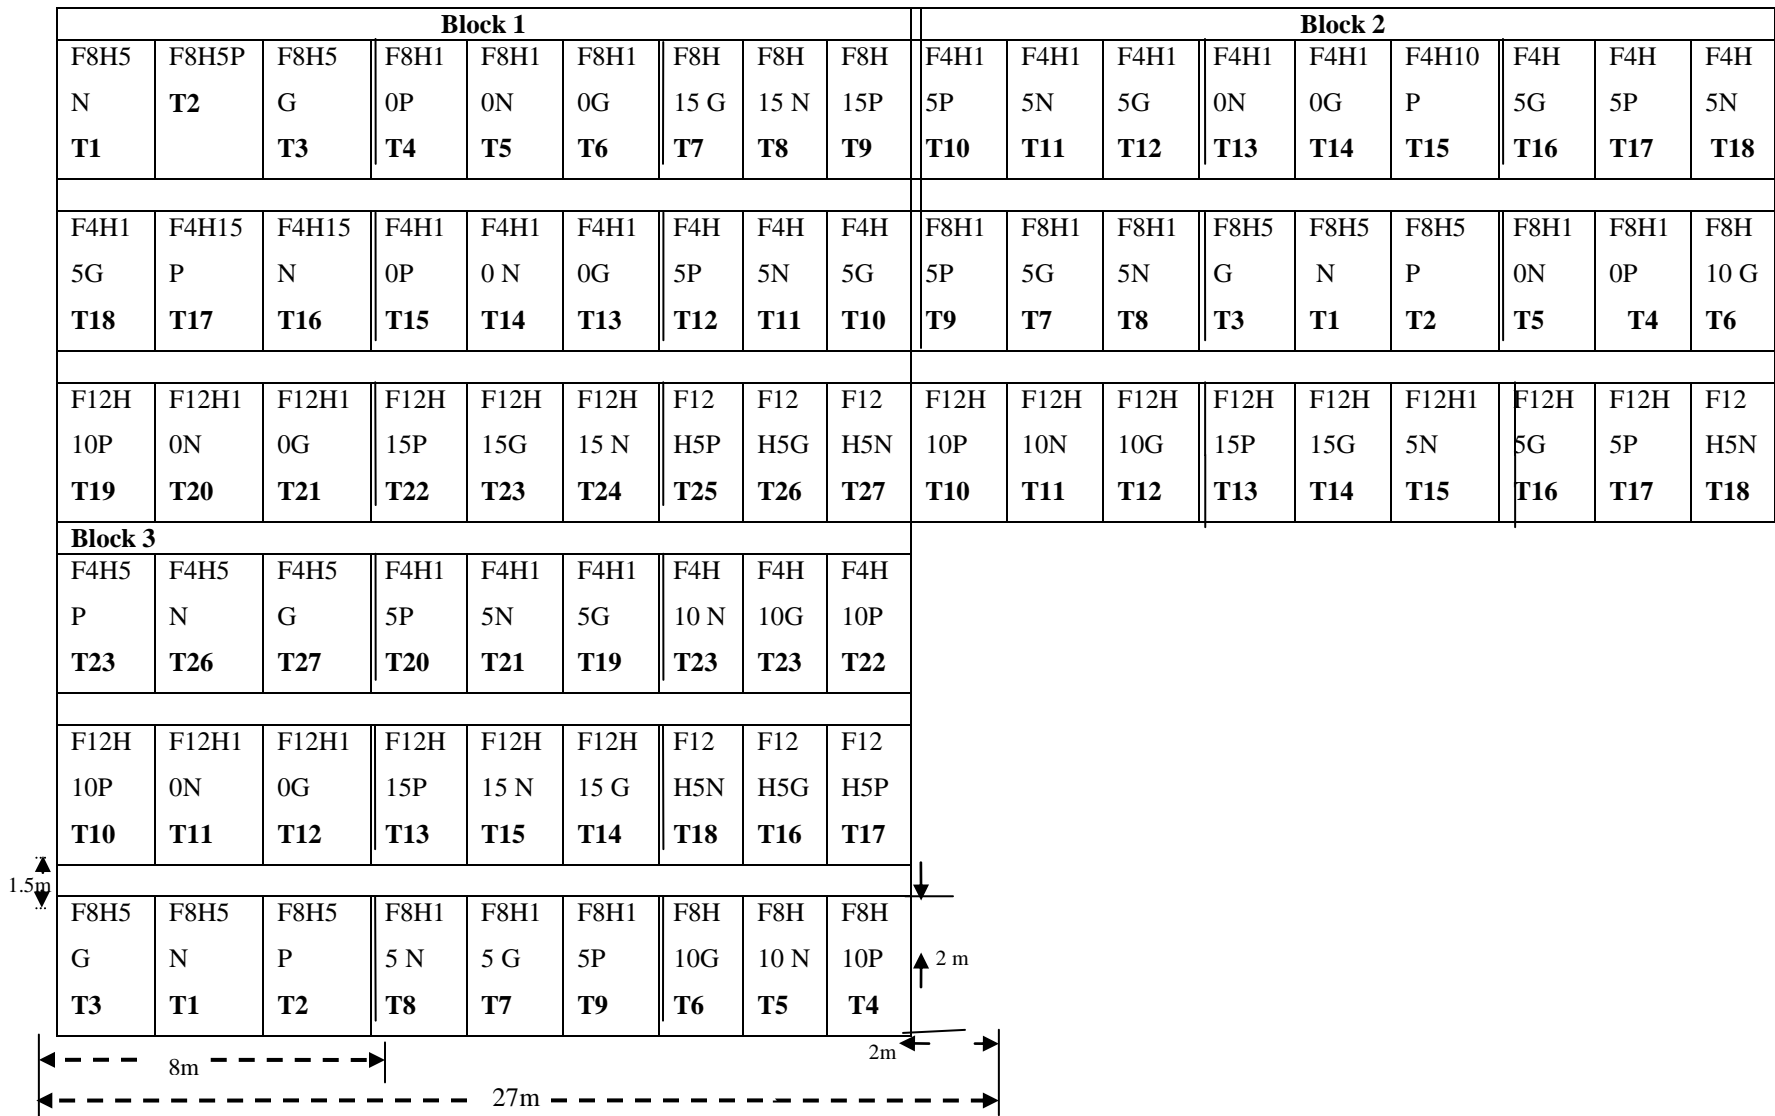 Block 1 Block 2
F8H5 F8H5P F8H5 F8H1 F8H1 F8H1 F8H F8H F8H F4H1 F4H1 F4H1 F4H1 F4H1 F4H10 F4H F4H F4H
N T2 G 0P 0N 0G 15 G 15 N 15P 5P 5N 5G 0N 0G P 5G 5P 5N
T1 T3 T4 T5 T6 T7 T8 T9 T10 T11 T12 T13 T14 T15 T16 T17 T18
F4H1 F4H15 F4H15 F4H1 F4H1 F4H1 F4H F4H F4H F8H1 F8H1 F8H1 F8H5 F8H5 F8H5 F8H1 F8H1 F8H
5G P N 0P 0 N 0G 5P 5N 5G 5P 5G 5N G N P 0N 0P 10 G
T18 T17 T16 T15 T14 T13 T12 T11 T10 T9 T7 T8 T3 T1 T2 T5 T4 T6
F12H F12H1 F12H1 F12H F12H F12H F12 F12 F12 F12H F12H F12H F12H F12H F12H1 F12H F12H F12
10P 0N 0G 15P 15G 15 N H5P H5G H5N 10P 10N 10G 15P 15G 5N 5G 5P H5N
T19 T20 T21 T22 T23 T24 T25 T26 T27 T10 T11 T12 T13 T14 T15 T16 T17 T18
Block 3
F4H5 F4H5 F4H5 F4H1 F4H1 F4H1 F4H F4H F4H
P N G 5P 5N 5G 10 N 10G 10P
T23 T26 T27 T20 T21 T19 T23 T23 T22
F12H F12H1 F12H1 F12H F12H F12H F12 F12 F12
10P 0N 0G 15P 15 N 15 G H5N H5G H5P
T10 T11 T12 T13 T15 T14 T18 T16 T17
1.5m
F8H5 F8H5 F8H5 F8H1 F8H1 F8H1 F8H F8H F8H
G N P 5 N 5 G 5P 10G 10 N 10P 2 m
T3 T1 T2 T8 T7 T9 T6 T5 T4
8m 2m
27m